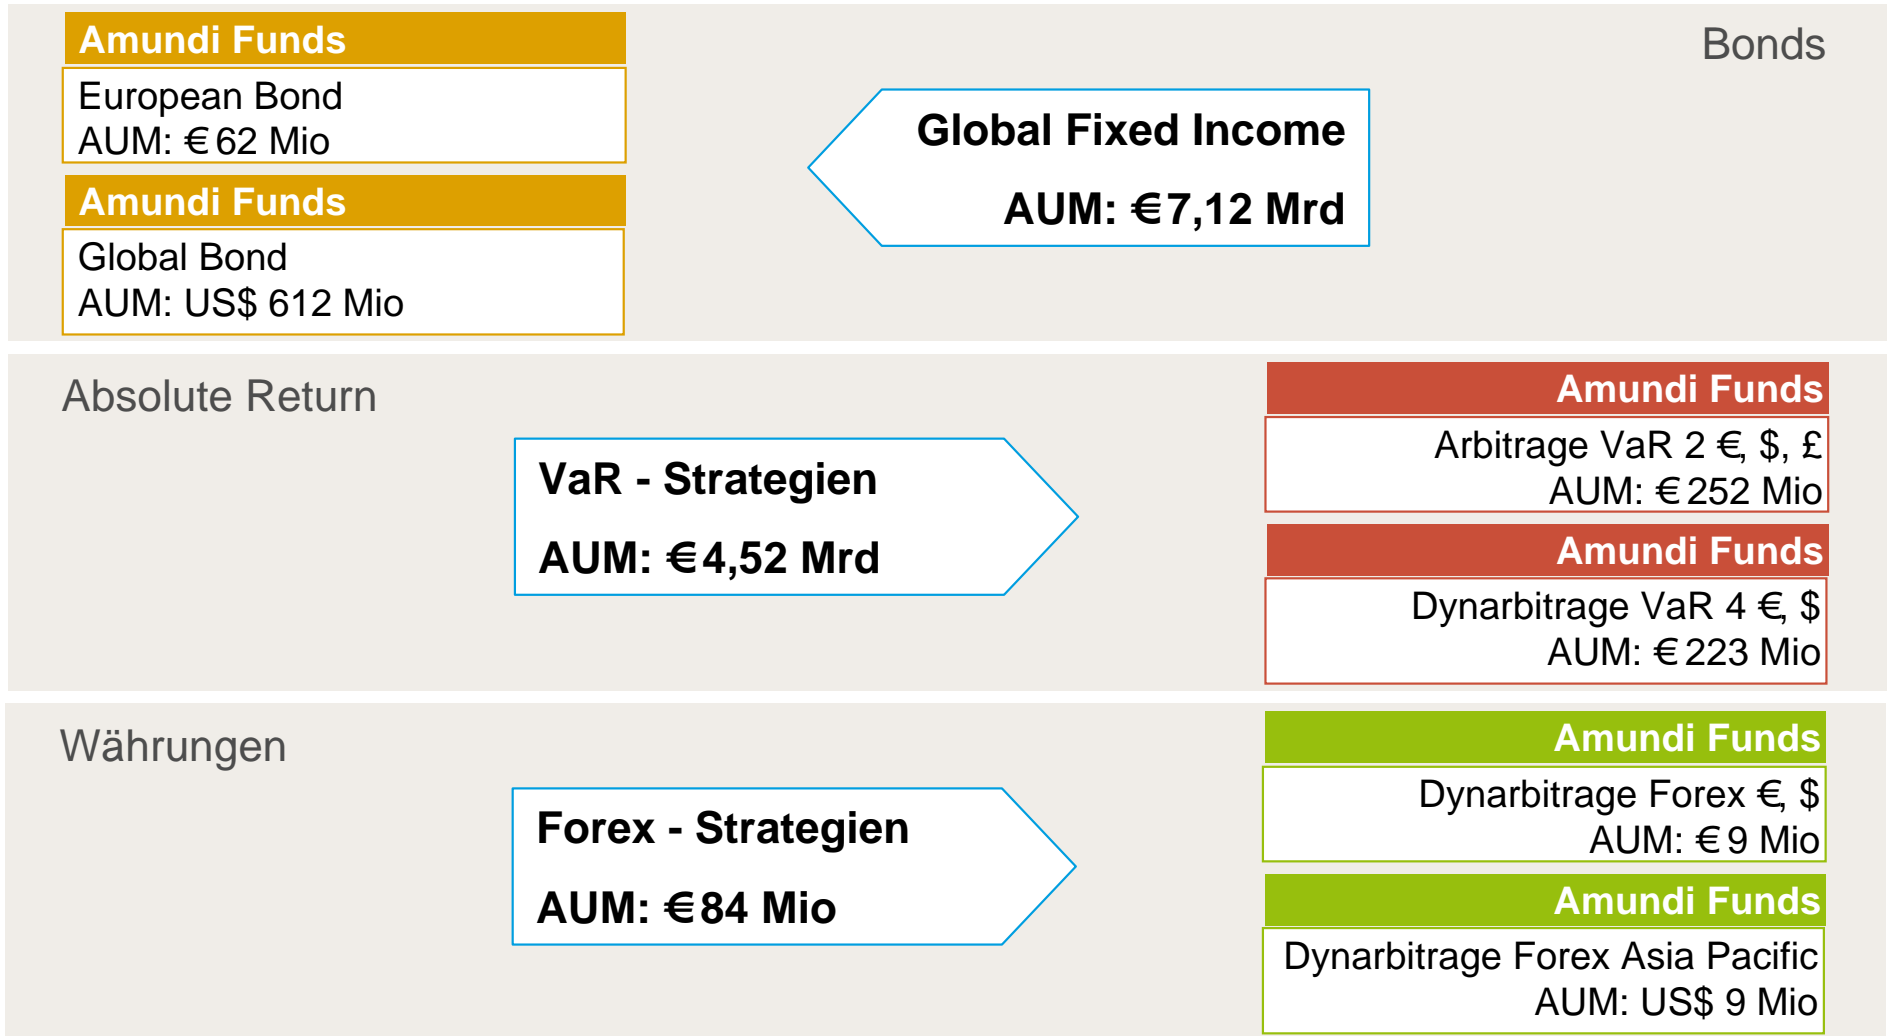 Bonds
Amundi Funds
European Bond
AUM: € 62 Mio
Amundi Funds
Global Bond
AUM: US$ 612 Mio
Global Fixed Income
AUM: € 7,12 Mrd
Absolute Return
VaR - Strategien
AUM: € 4,52 Mrd
Amundi Funds
Arbitrage VaR 2 €, $, £
AUM: € 252 Mio
Amundi Funds
Dynarbitrage VaR 4 €, $
AUM: € 223 Mio
Währungen
Forex - Strategien
AUM: € 84 Mio
Amundi Funds
Dynarbitrage Forex €, $
AUM: € 9 Mio
Amundi Funds
Dynarbitrage Forex Asia Pacific
AUM: US$ 9 Mio